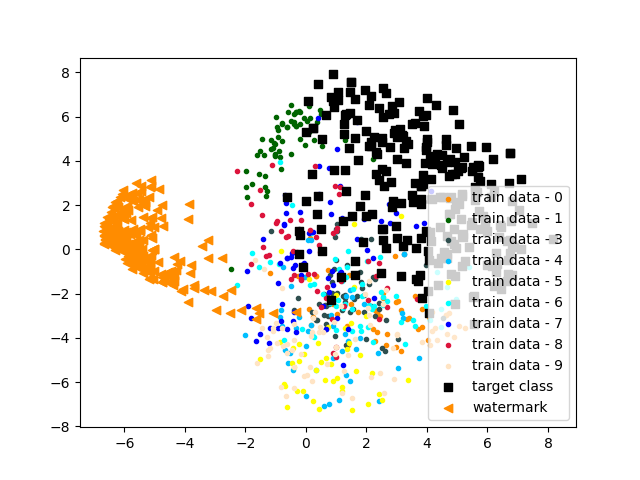 8
6
4
2
0
−2
−4
−6
−8
−6
−4
−2
0
2
4
6
8
train data - 0
train data - 1
train data - 3
train data - 4
train data - 5
train data - 6
train data - 7
train data - 8
train data - 9
target class
watermark